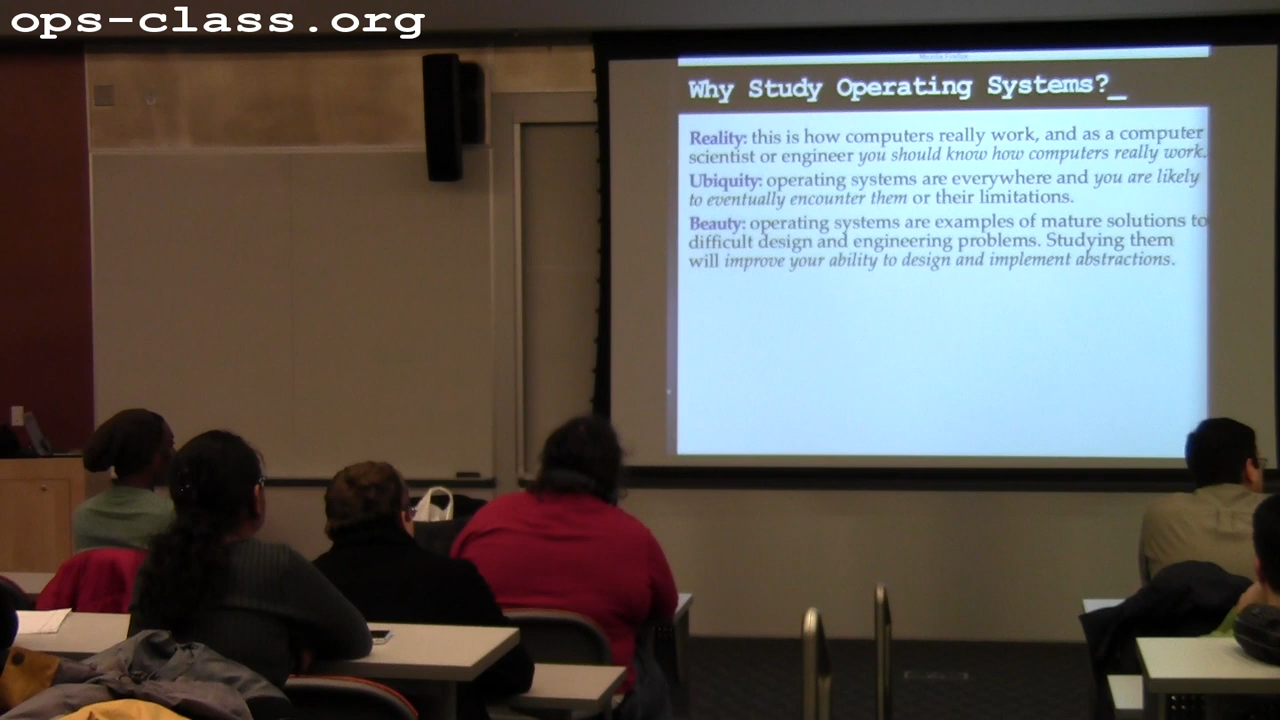 ops-class.org
Why Study Operating Systems?_
Reality: this is how computers really work, and as a computer
scientist or engineer you should know how computers really work.
Ubiquity: operating systems are everywhere and you are likely
to eventually encounter them or their limitations.
Beauty: operating systems are examples of mature solutions to
difficult design and engineering problems. Studying them
will improve your ability to design and implement abstractions.